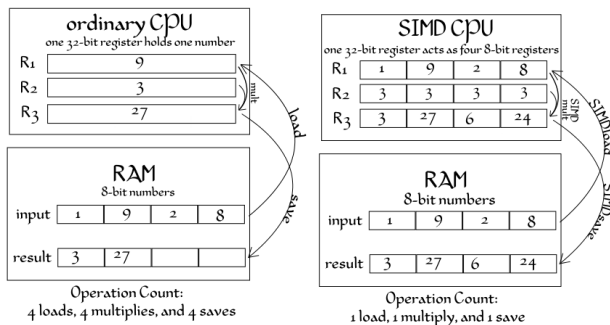 ordinary CPU
one 32-bit register holds one number
R1 9
R2 3
R3 27
mult
load
save
RAM
8-bit numbers
input 1 9 2 8
result 3 27
Operation Count:
4 loads, 4 multiplies, and 4 saves
SIMD CPU
one 32-bit register acts as four 8-bit registers
R1 1 9 2 8
R2 3 3 3 3
R3 3 27 6 24
SIMD
mult
SIMD load
SIMD save
RAM
8-bit numbers
input 1 9 2 8
result 3 27 6 24
Operation Count:
1 load, 1 multiply, and 1 save